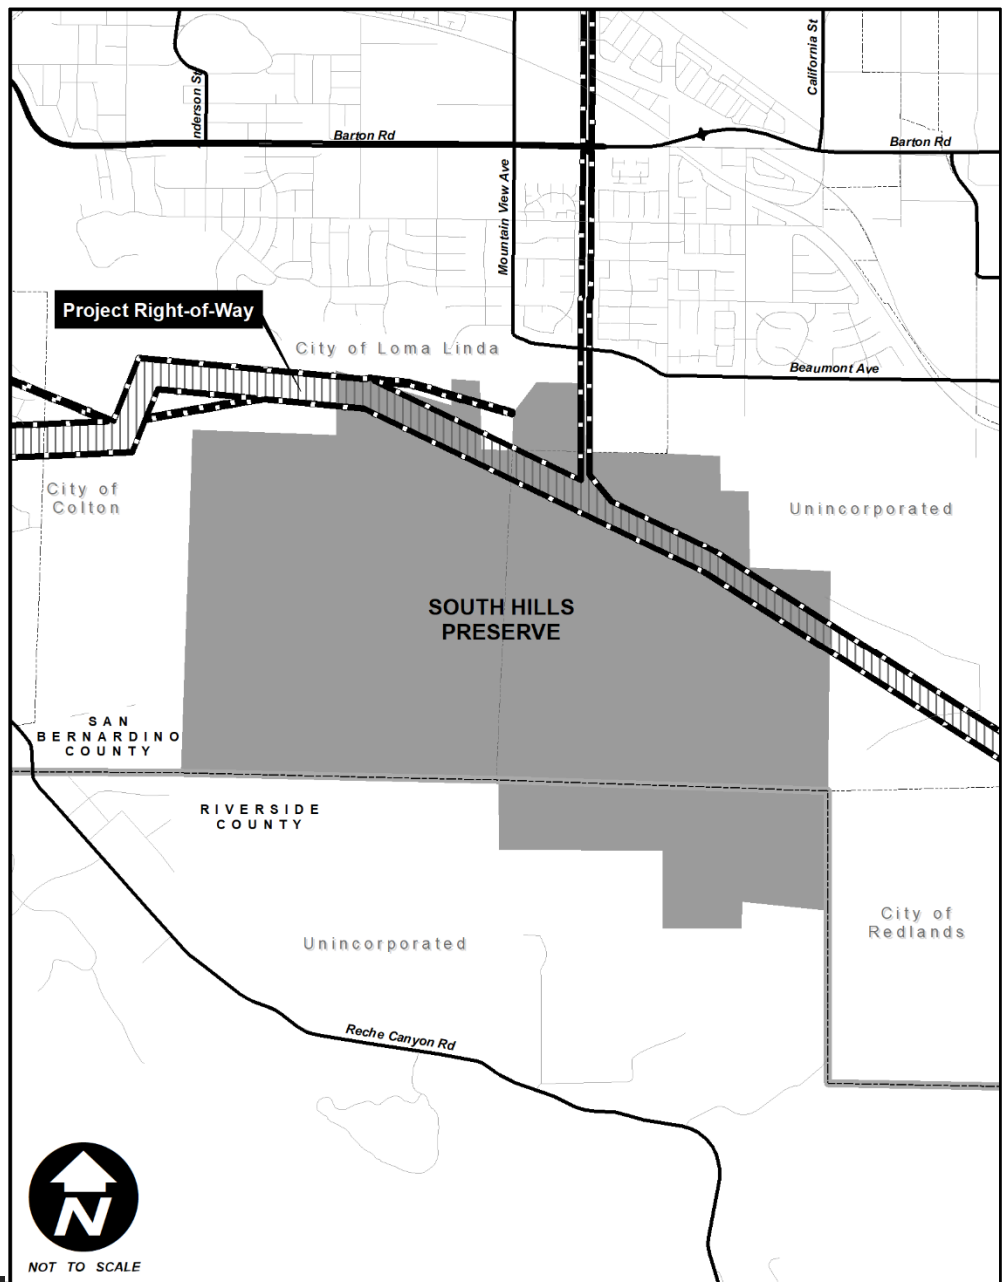 California St
nderson St
Barton Rd
Barton Rd
Mountain View Ave
Project Right-of-Way
City of Loma Linda
Beaumont Ave
City of
Colton
Unincorporated
SOUTH HILLS
PRESERVE
SAN
BERNARDINO
COUNTY
RIVERSIDE
COUNTY
City of
Redlands
Unincorporated
Reche Canyon Rd
N
NOT TO SCALE